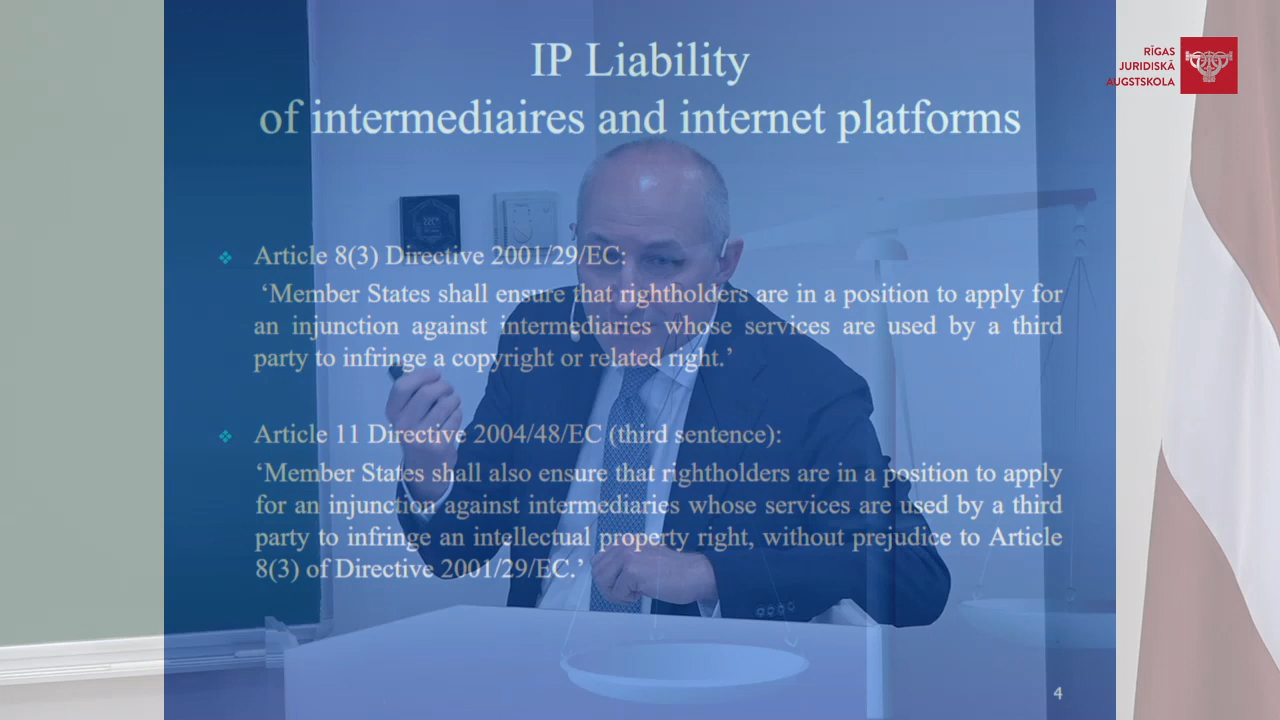 IP Liability
of intermediaires and internet platforms
RĪGAS
JURIDISKĀ
AUGSTSKOLA
❖ Article 8(3) Directive 2001/29/EC:
‘Member States shall ensure that rightholders are in a position to apply for
an injunction against intermediaries whose services are used by a third
party to infringe a copyright or related right.’
❖ Article 11 Directive 2004/48/EC (third sentence):
‘Member States shall also ensure that rightholders are in a position to apply
for an injunction against intermediaries whose services are used by a third
party to infringe an intellectual property right, without prejudice to Article
8(3) of Directive 2001/29/EC.’
4